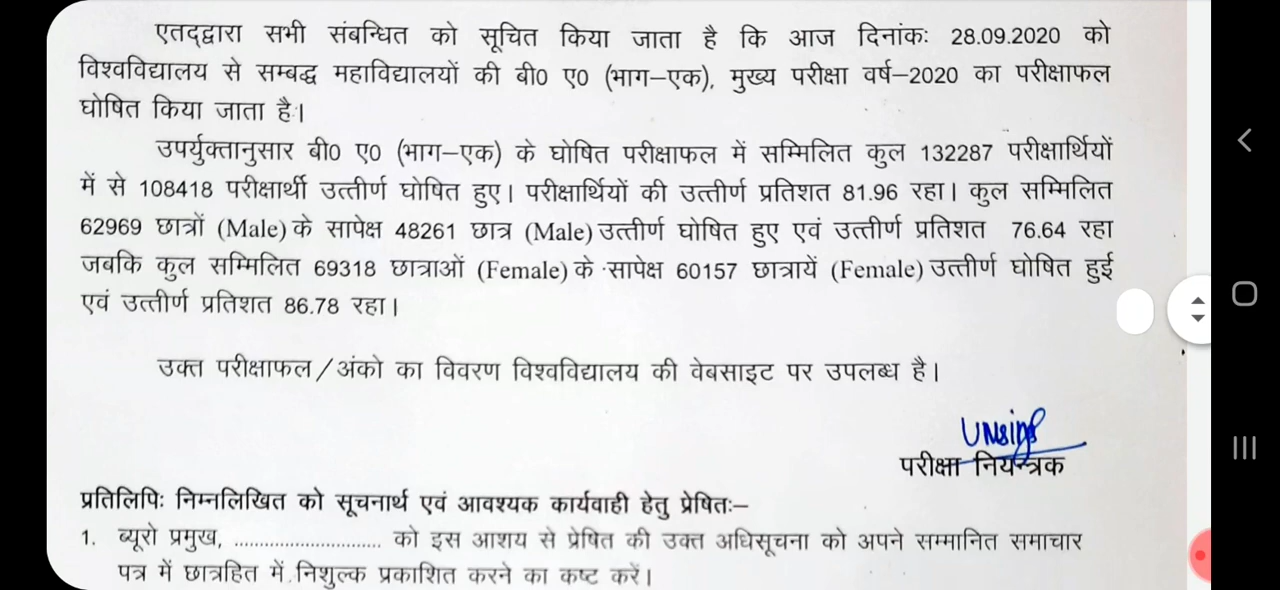 एतद्द्वारा सभी संबन्धित को सूचित किया जाता है कि आज दिनांकः 28.09.2020 को
विश्वविद्यालय से सम्बद्ध महाविद्यालयों की बी0 ए0 (भाग–एक), मुख्य परीक्षा वर्ष–2020 का परीक्षाफल
घोषित किया जाता है।
उपर्युक्तानुसार बी0 ए0 (भाग–एक) के घोषित परीक्षाफल में सम्मिलित कुल 132287 परीक्षार्थियों
में से 108418 परीक्षार्थी उत्तीर्ण घोषित हुए। परीक्षार्थियों की उत्तीर्ण प्रतिशत 81.96 रहा। कुल सम्मिलित
62969 छात्रों (Male) के सापेक्ष 48261 छात्र (Male) उत्तीर्ण घोषित हुए एवं उत्तीर्ण प्रतिशत 76.64 रहा
जबकि कुल सम्मिलित 69318 छात्राओं (Female) के सापेक्ष 60157 छात्रायें (Female) उत्तीर्ण घोषित हुई
एवं उत्तीर्ण प्रतिशत 86.78 रहा।
उक्त परीक्षाफल/अंको का विवरण विश्वविद्यालय की वेबसाइट पर उपलब्ध है।
परीक्षा नियन्त्रक
प्रतिलिपिः निम्नलिखित को सूचनार्थ एवं आवश्यक कार्यवाही हेतु प्रेषितः–
1. ब्यूरो प्रमुख, ............................ को इस आशय से प्रेषित की उक्त अधिसूचना को अपने सम्मानित समाचार
पत्र में छात्रहित में निशुल्क प्रकाशित करने का कष्ट करें।